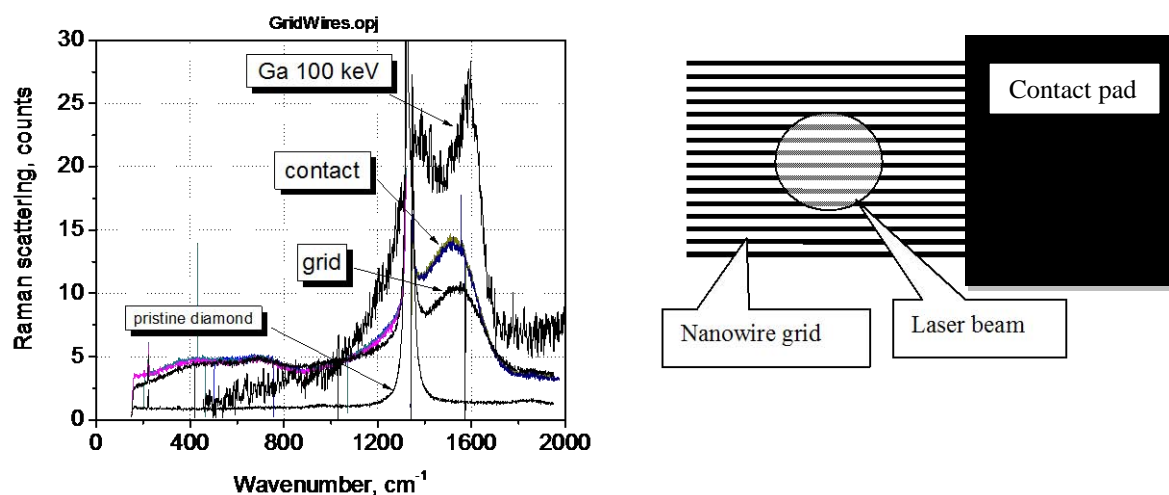 GridWires.opj
30
25
20
15
10
5
0
Raman scattering, counts
Ga 100 keV
contact
grid
pristine diamond
0 400 800 1200 1600 2000
Wavenumber, cm⁻¹
Contact pad
Nanowire grid
Laser beam